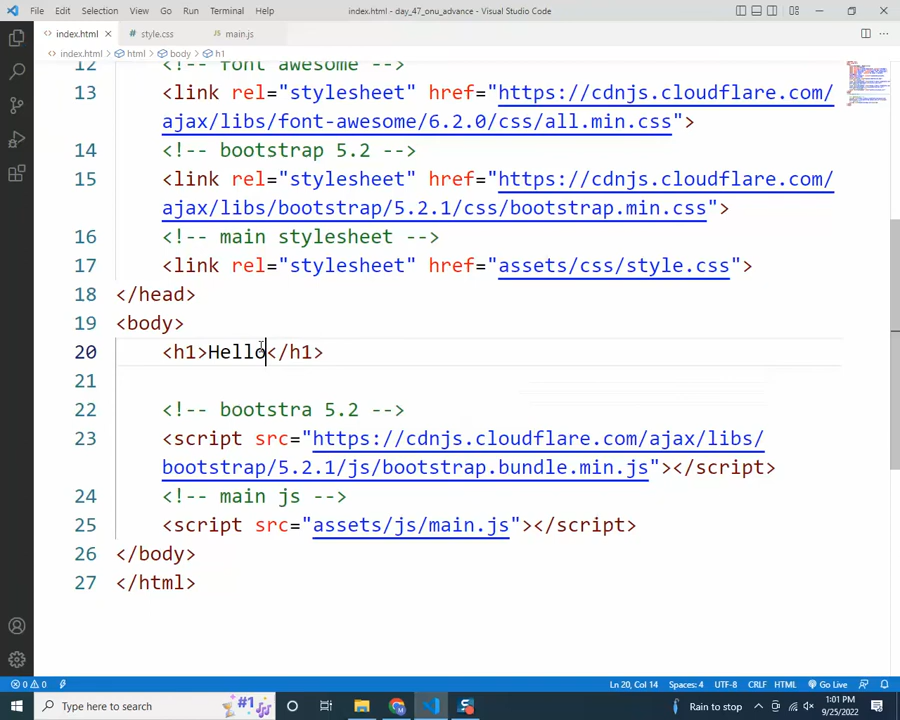 File Edit Selection View Go Run Terminal Help
index.html - day_47_onu_advance - Visual Studio Code
index.html style.css main.js
index.html > html > body > h1
12 <!-- font awesome -->
13 <link rel="stylesheet" href="https://cdnjs.cloudflare.com/
ajax/libs/font-awesome/6.2.0/css/all.min.css">
14 <!-- bootstrap 5.2 -->
15 <link rel="stylesheet" href="https://cdnjs.cloudflare.com/
ajax/libs/bootstrap/5.2.1/css/bootstrap.min.css">
16 <!-- main stylesheet -->
17 <link rel="stylesheet" href="assets/css/style.css">
18 </head>
19 <body>
20 <h1>Hello</h1>
21
22 <!-- bootstra 5.2 -->
23 <script src="https://cdnjs.cloudflare.com/ajax/libs/
bootstrap/5.2.1/js/bootstrap.bundle.min.js"></script>
24 <!-- main js -->
25 <script src="assets/js/main.js"></script>
26 </body>
27 </html>
0 0 Ln 20, Col 14 Spaces: 4 UTF-8 CRLF HTML Go Live
Type here to search #1 Rain to stop 1:01 PM
9/25/2022